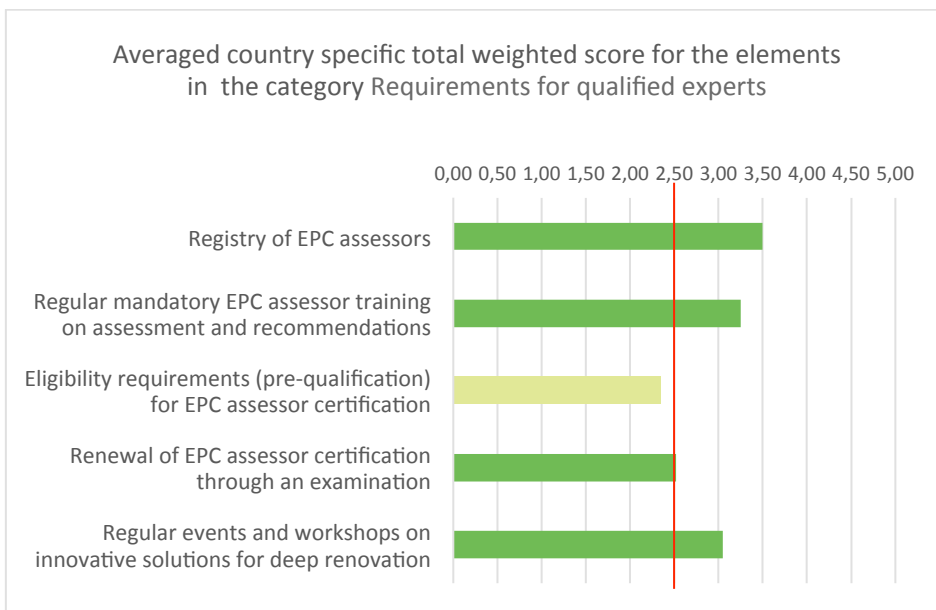 Averaged country specific total weighted score for the elements
in the category Requirements for qualified experts
0,00 0,50 1,00 1,50 2,00 2,50 3,00 3,50 4,00 4,50 5,00
Registry of EPC assessors
Regular mandatory EPC assessor training
on assessment and recommendations
Eligibility requirements (pre-qualification)
for EPC assessor certification
Renewal of EPC assessor certification
through an examination
Regular events and workshops on
innovative solutions for deep renovation